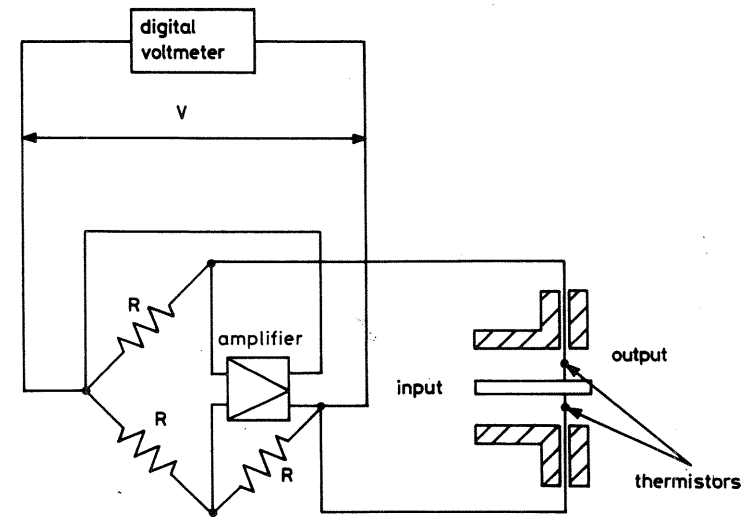 digital
voltmeter
V
R
amplifier
output
input
R
R
thermistors